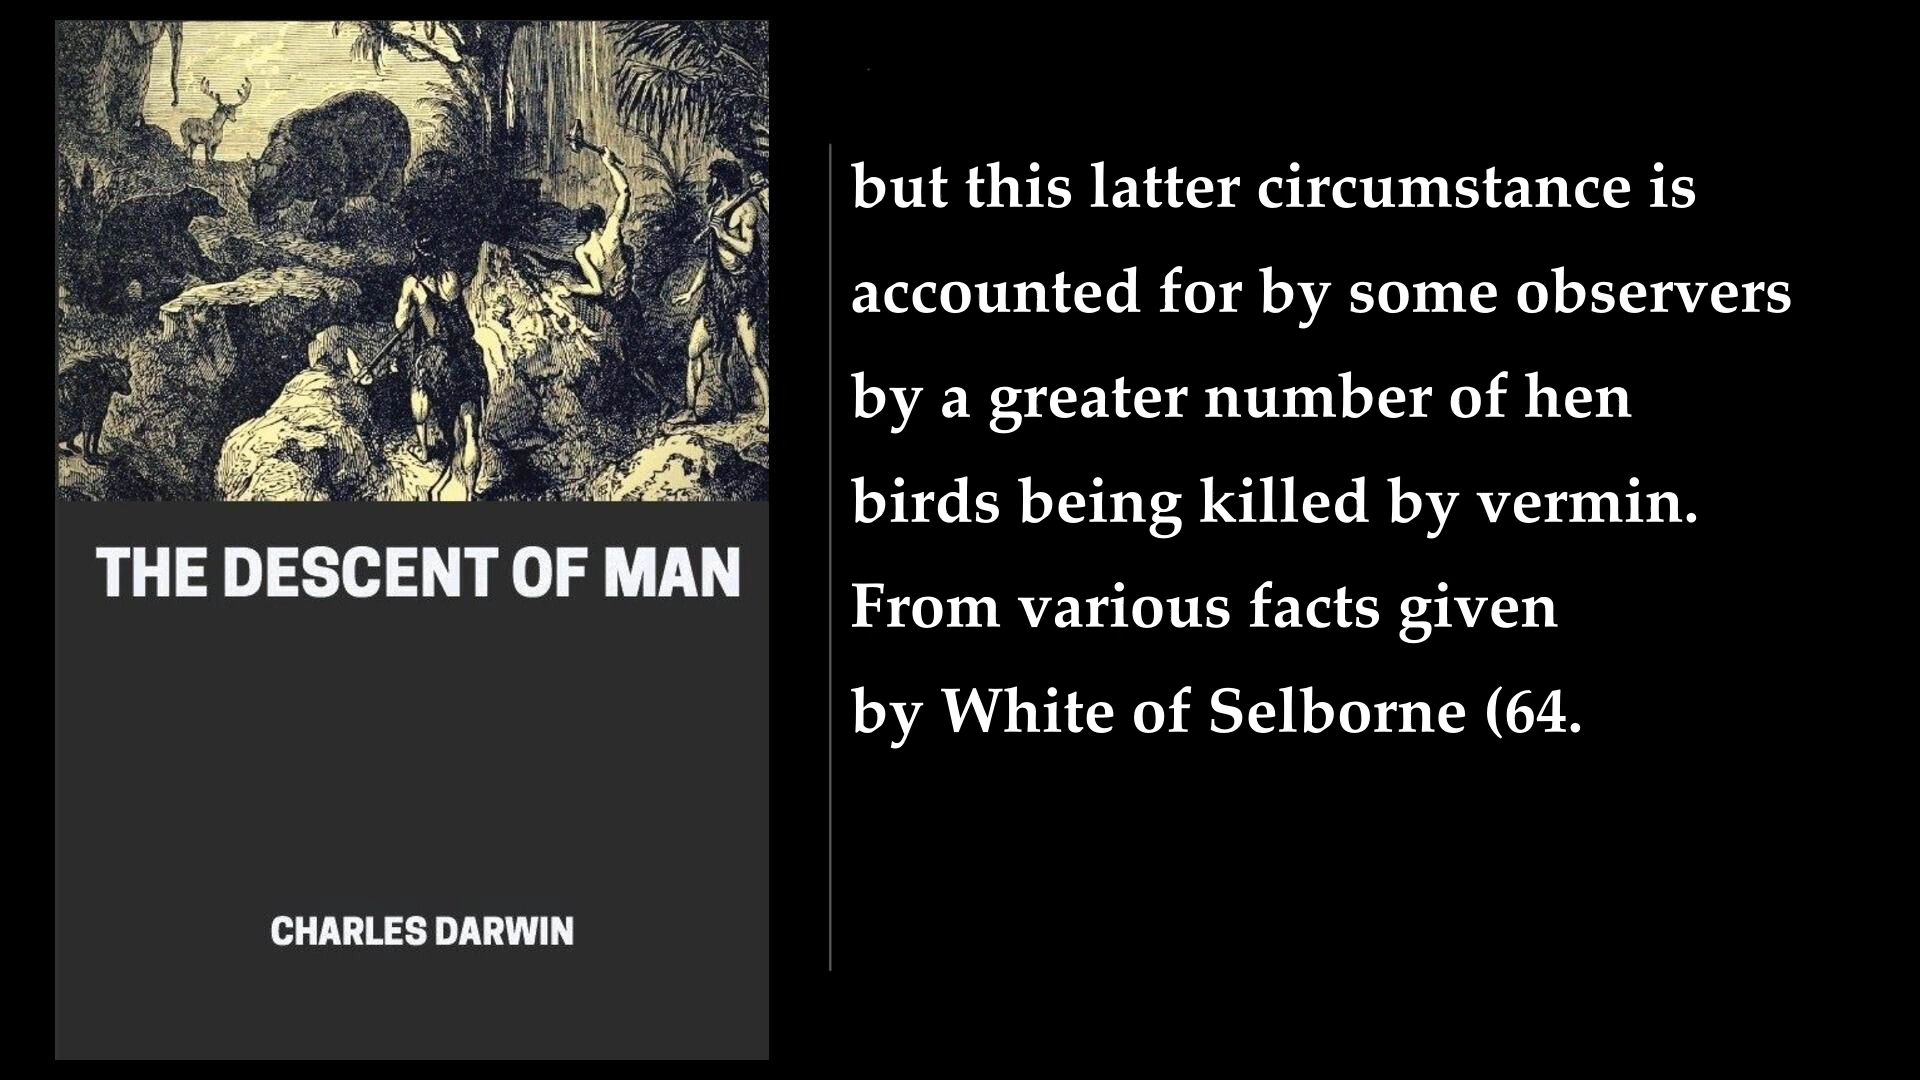 THE DESCENT OF MAN
CHARLES DARWIN
but this latter circumstance is
accounted for by some observers
by a greater number of hen
birds being killed by vermin.
From various facts given
by White of Selborne (64.